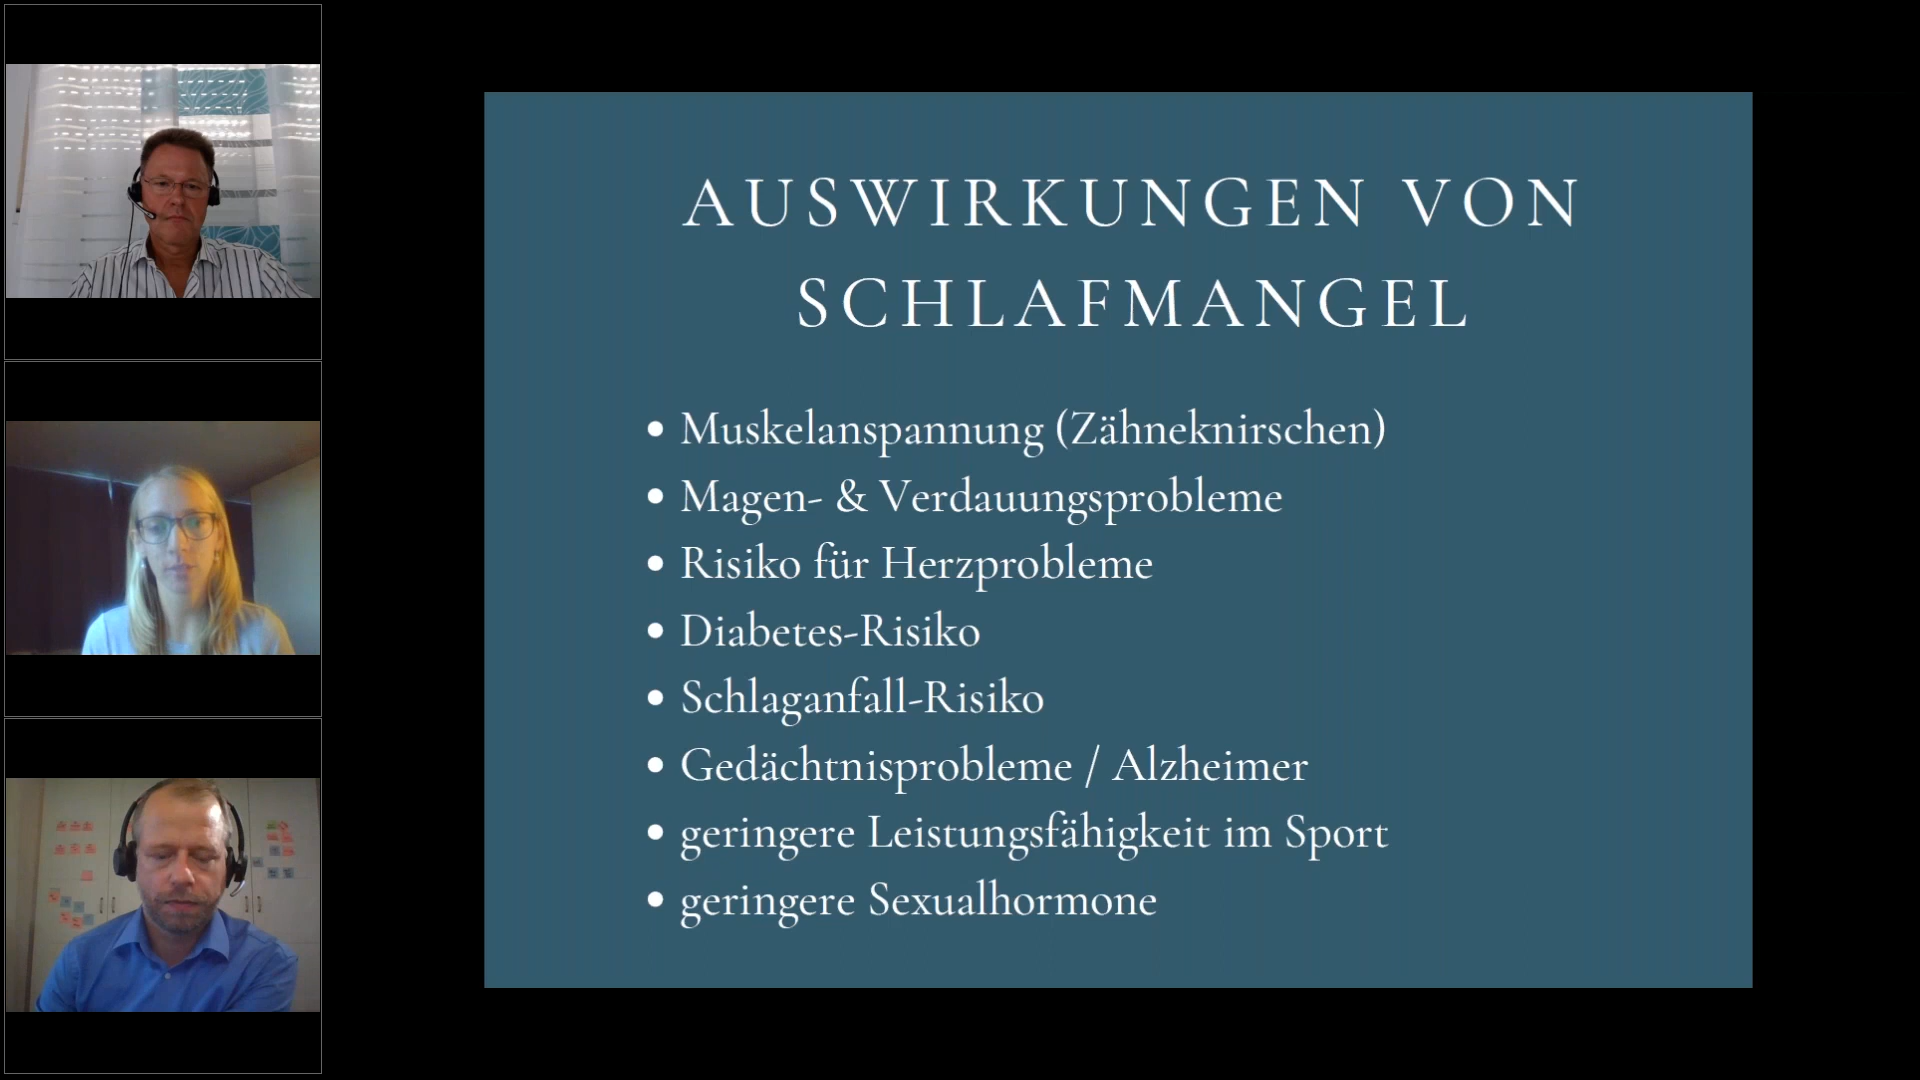 AUSWIRKUNGEN VON
SCHLAFMANGEL
• Muskelanspannung (Zähneknirschen)
• Magen- & Verdauungsprobleme
• Risiko für Herzprobleme
• Diabetes-Risiko
• Schlaganfall-Risiko
• Gedächtnisprobleme / Alzheimer
• geringere Leistungsfähigkeit im Sport
• geringere Sexualhormone